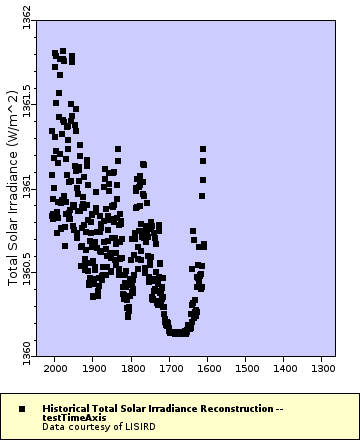 1362
1361.5
1361
1360.5
1360
Total Solar Irradiance (W/m^2)
2000 1900 1800 1700 1600 1500 1400 1300
Historical Total Solar Irradiance Reconstruction --
testTimeAxis
Data courtesy of LISIRD